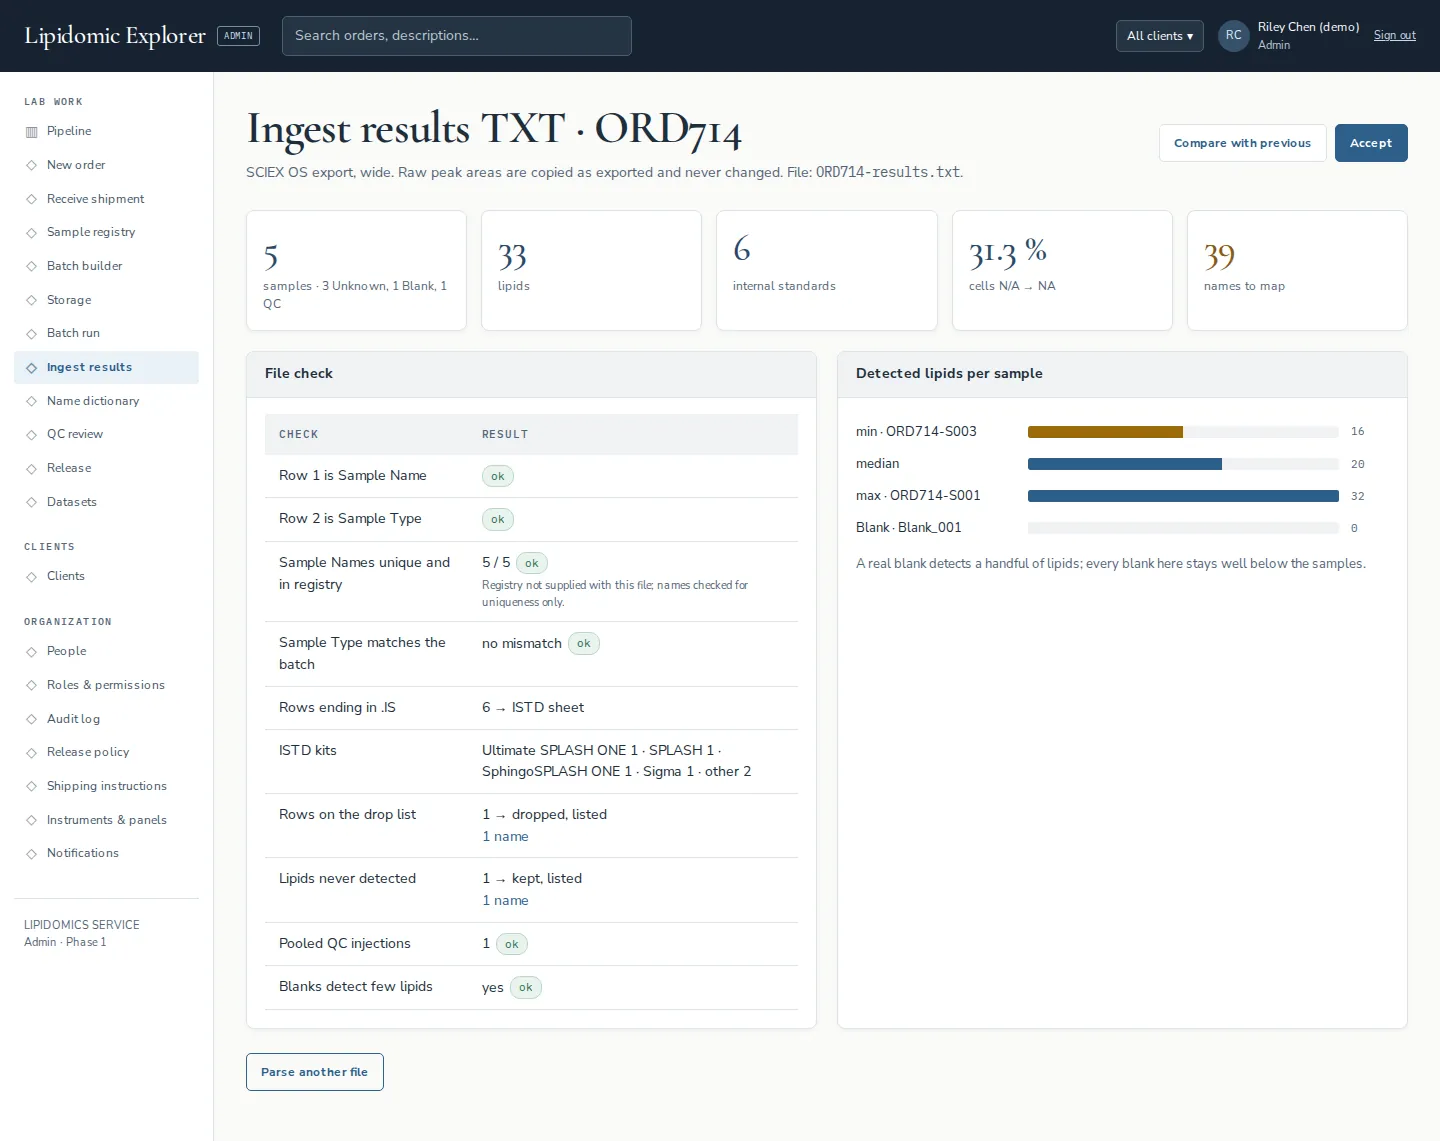 Lipidomic Explorer ADMIN Search orders, descriptions... All clients ▾ RC Riley Chen (demo) Admin Sign out
LAB WORK
Pipeline
New order
Receive shipment
Sample registry
Batch builder
Storage
Batch run
Ingest results
Name dictionary
QC review
Release
Datasets
CLIENTS
Clients
ORGANIZATION
People
Roles & permissions
Audit log
Release policy
Shipping instructions
Instruments & panels
Notifications
LIPIDOMICS SERVICE
Admin · Phase 1
Ingest results TXT · ORD714
SCIEX OS export, wide. Raw peak areas are copied as exported and never changed. File: ORD714-results.txt.
Compare with previous
Accept
5
samples · 3 Unknown, 1 Blank, 1
QC
33
lipids
6
internal standards
31.3 %
cells N/A → NA
39
names to map
File check
CHECK RESULT
Row 1 is Sample Name ok
Row 2 is Sample Type ok
Sample Names unique and
in registry
5 / 5 ok
Registry not supplied with this file; names checked for
uniqueness only.
Sample Type matches the
batch
no mismatch ok
Rows ending in .IS 6 → ISTD sheet
ISTD kits
Ultimate SPLASH ONE 1 · SPLASH 1 ·
SphingoSPLASH ONE 1 · Sigma 1 · other 2
Rows on the drop list 1 → dropped, listed
1 name
Lipids never detected 1 → kept, listed
1 name
Pooled QC injections 1 ok
Blanks detect few lipids yes ok
Detected lipids per sample
min · ORD714-S003 16
median 20
max · ORD714-S001 32
Blank · Blank_001 0
A real blank detects a handful of lipids; every blank here stays well below the samples.
Parse another file